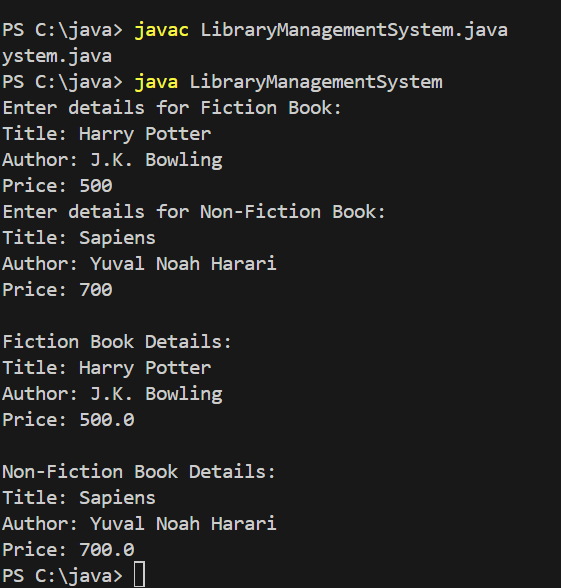 PS C:\java> javac LibraryManagementSystem.java
ystem.java
PS C:\java> java LibraryManagementSystem
Enter details for Fiction Book:
Title: Harry Potter
Author: J.K. Bowling
Price: 500
Enter details for Non-Fiction Book:
Title: Sapiens
Author: Yuval Noah Harari
Price: 700

Fiction Book Details:
Title: Harry Potter
Author: J.K. Bowling
Price: 500.0

Non-Fiction Book Details:
Title: Sapiens
Author: Yuval Noah Harari
Price: 700.0
PS C:\java>